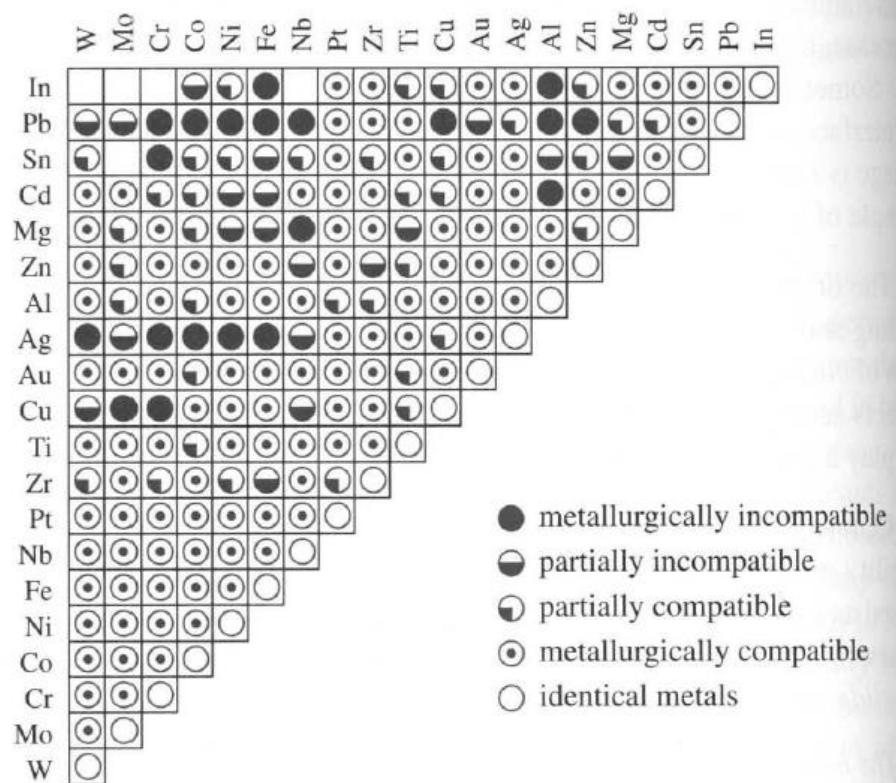 W Mo Cr Co Ni Fe Nb Pt Zr Ti Cu Au Ag Al Zn Mg Cd Sn Pb In
In
Pb
Sn
Cd
Mg
Zn
Al
Ag
Au
Cu
Ti
Zr
Pt
Nb
Fe
Ni
Co
Cr
Mo
W
metallurgically incompatible
partially incompatible
partially compatible
metallurgically compatible
identical metals